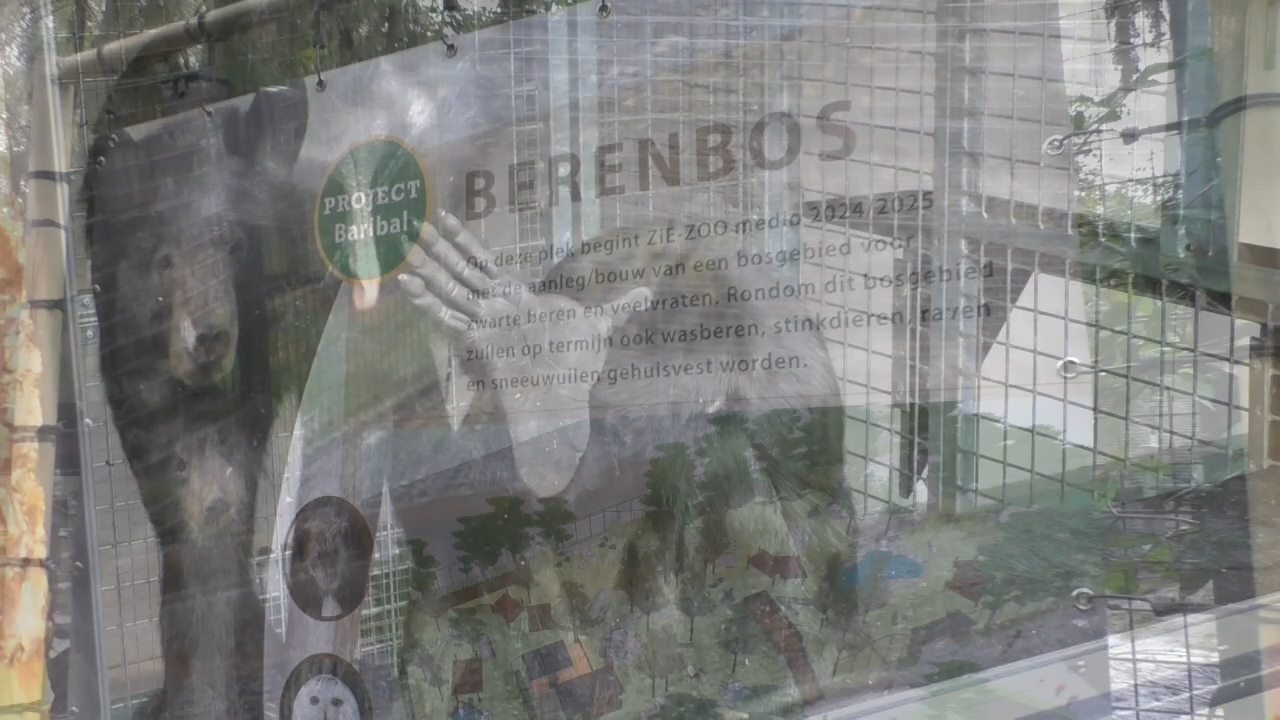 PROJECT
Baribal
BERENBOS
Op deze plek begint ZiE-ZOO medio 2024/2025
met de aanleg/bouw van een bosgebied voor
zwarte beren en veelvraten. Rondom dit bosgebied
zullen op termijn ook wasberen, stinkdieren, raven
en sneeuwuilen gehuisvest worden.